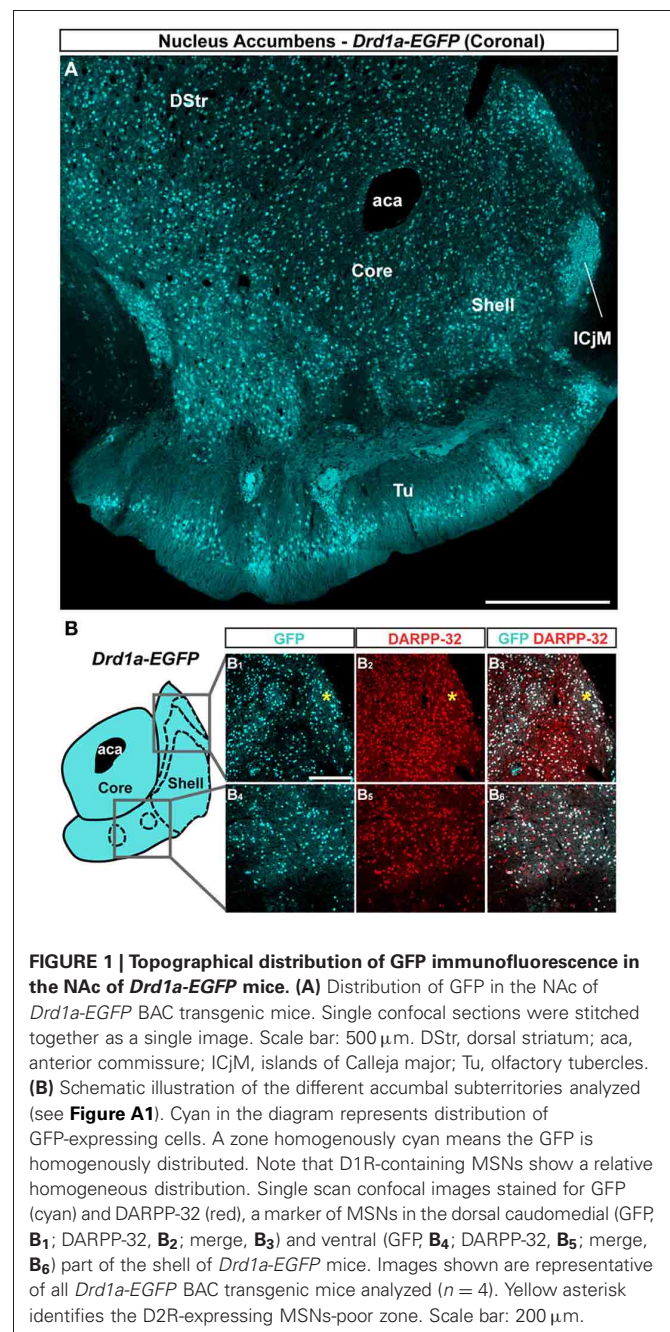 Nucleus Accumbens - Drd1a-EGFP (Coronal)
A
DStr
aca
Core
Shell
ICjM
Tu
B
GFP
DARPP-32
GFP DARPP-32
Drd1a-EGFP
B1
*
B2
*
B3
*
aca
Core
Shell
B4
B5
B6
FIGURE 1 | Topographical distribution of GFP immunofluorescence in
the NAc of Drd1a-EGFP mice. (A) Distribution of GFP in the NAc of
Drd1a-EGFP BAC transgenic mice. Single confocal sections were stitched
together as a single image. Scale bar: 500 μm. DStr, dorsal striatum; aca,
anterior commissure; ICjM, islands of Calleja major; Tu, olfactory tubercles.
(B) Schematic illustration of the different accumbal subterritories analyzed
(see Figure A1). Cyan in the diagram represents distribution of
GFP-expressing cells. A zone homogenously cyan means the GFP is
homogenously distributed. Note that D1R-containing MSNs show a relative
homogeneous distribution. Single scan confocal images stained for GFP
(cyan) and DARPP-32 (red), a marker of MSNs in the dorsal caudomedial (GFP,
B1; DARPP-32, B2; merge, B3) and ventral (GFP, B4; DARPP-32, B5; merge,
B6) part of the shell of Drd1a-EGFP mice. Images shown are representative
of all Drd1a-EGFP BAC transgenic mice analyzed (n = 4). Yellow asterisk
identifies the D2R-expressing MSNs-poor zone. Scale bar: 200 μm.